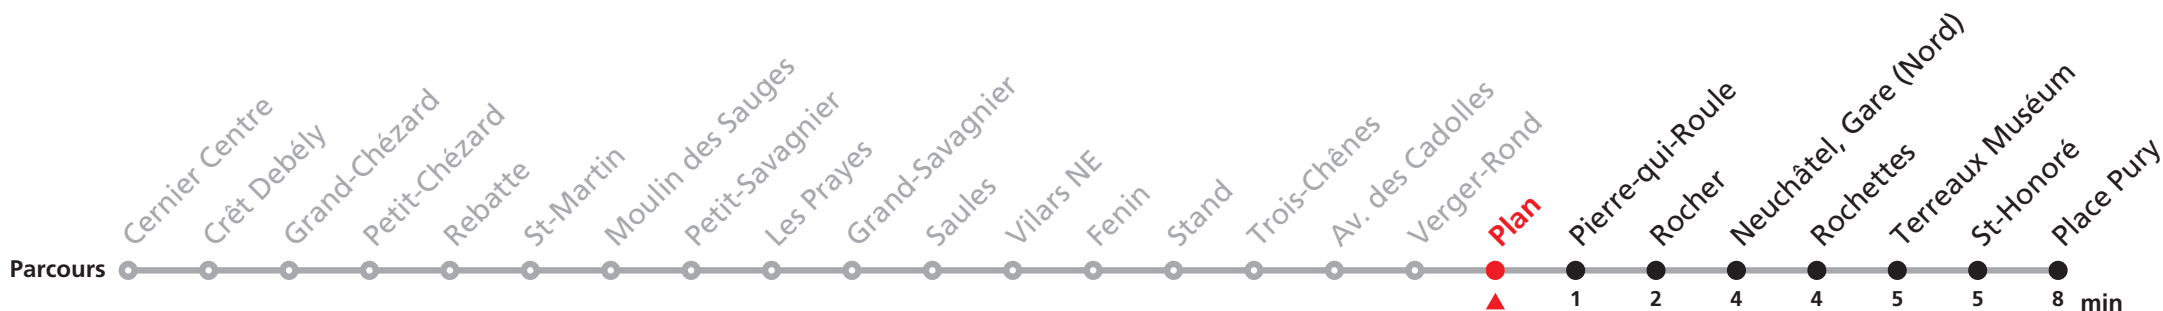 Parcours
Cernier Centre
Crêt Debély
Grand-Chézard
Petit-Chézard
Rebatte
St-Martin
Moulin des Sauges
Petit-Savagnier
Les Prayes
Grand-Savagnier
Saules
Vilars NE
Fenin
Stand
Trois-Chênes
Av. des Cadolles
Verger-Rond
Plan
Pierre-qui-Roule
Rocher
Neuchâtel, Gare (Nord)
Rochettes
Terreaux Muséum
St-Honoré
Place Pury
1 2 4 4 5 5 8 min